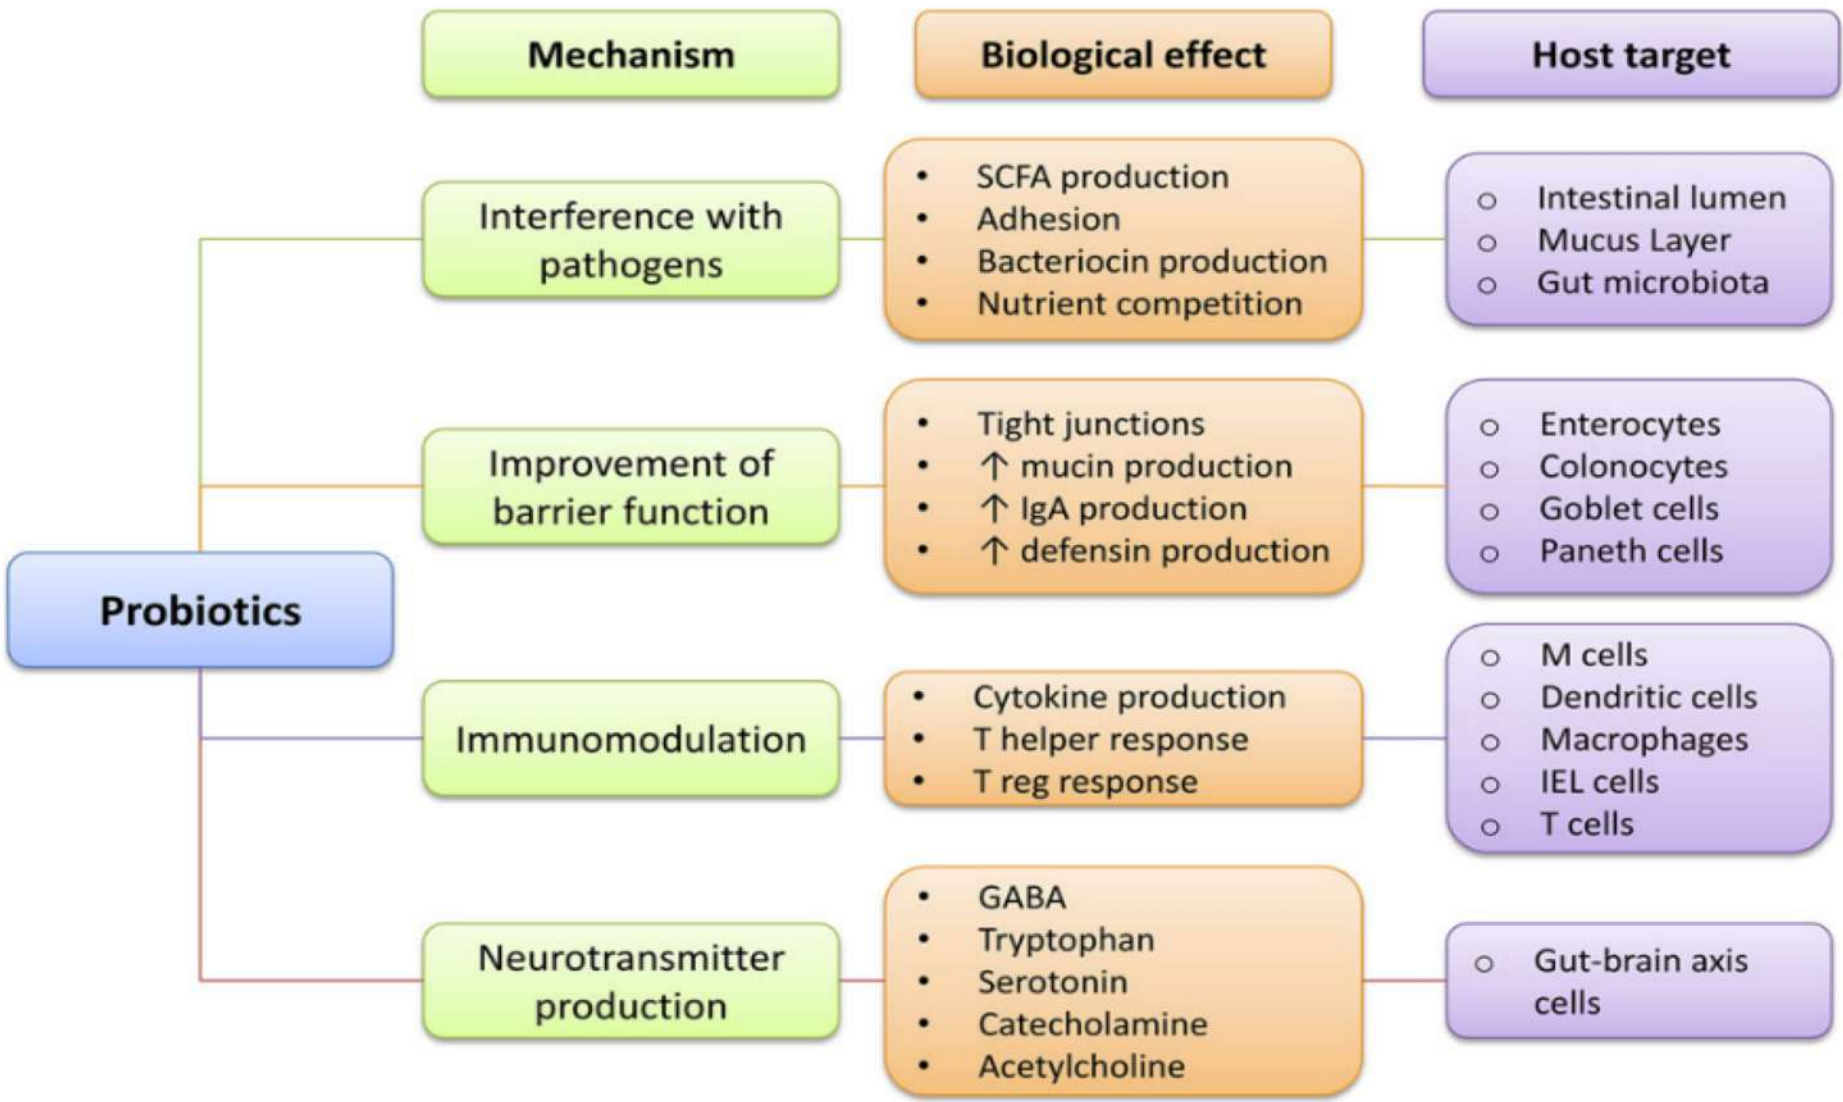 Mechanism
Biological effect
Host target
Probiotics
Interference with
pathogens
• SCFA production
• Adhesion
• Bacteriocin production
• Nutrient competition
o Intestinal lumen
o Mucus Layer
o Gut microbiota
Improvement of
barrier function
• Tight junctions
• ↑ mucin production
• ↑ IgA production
• ↑ defensin production
o Enterocytes
o Colonocytes
o Goblet cells
o Paneth cells
Immunomodulation
• Cytokine production
• T helper response
• T reg response
o M cells
o Dendritic cells
o Macrophages
o IEL cells
o T cells
Neurotransmitter
production
• GABA
• Tryptophan
• Serotonin
• Catecholamine
• Acetylcholine
o Gut-brain axis
cells